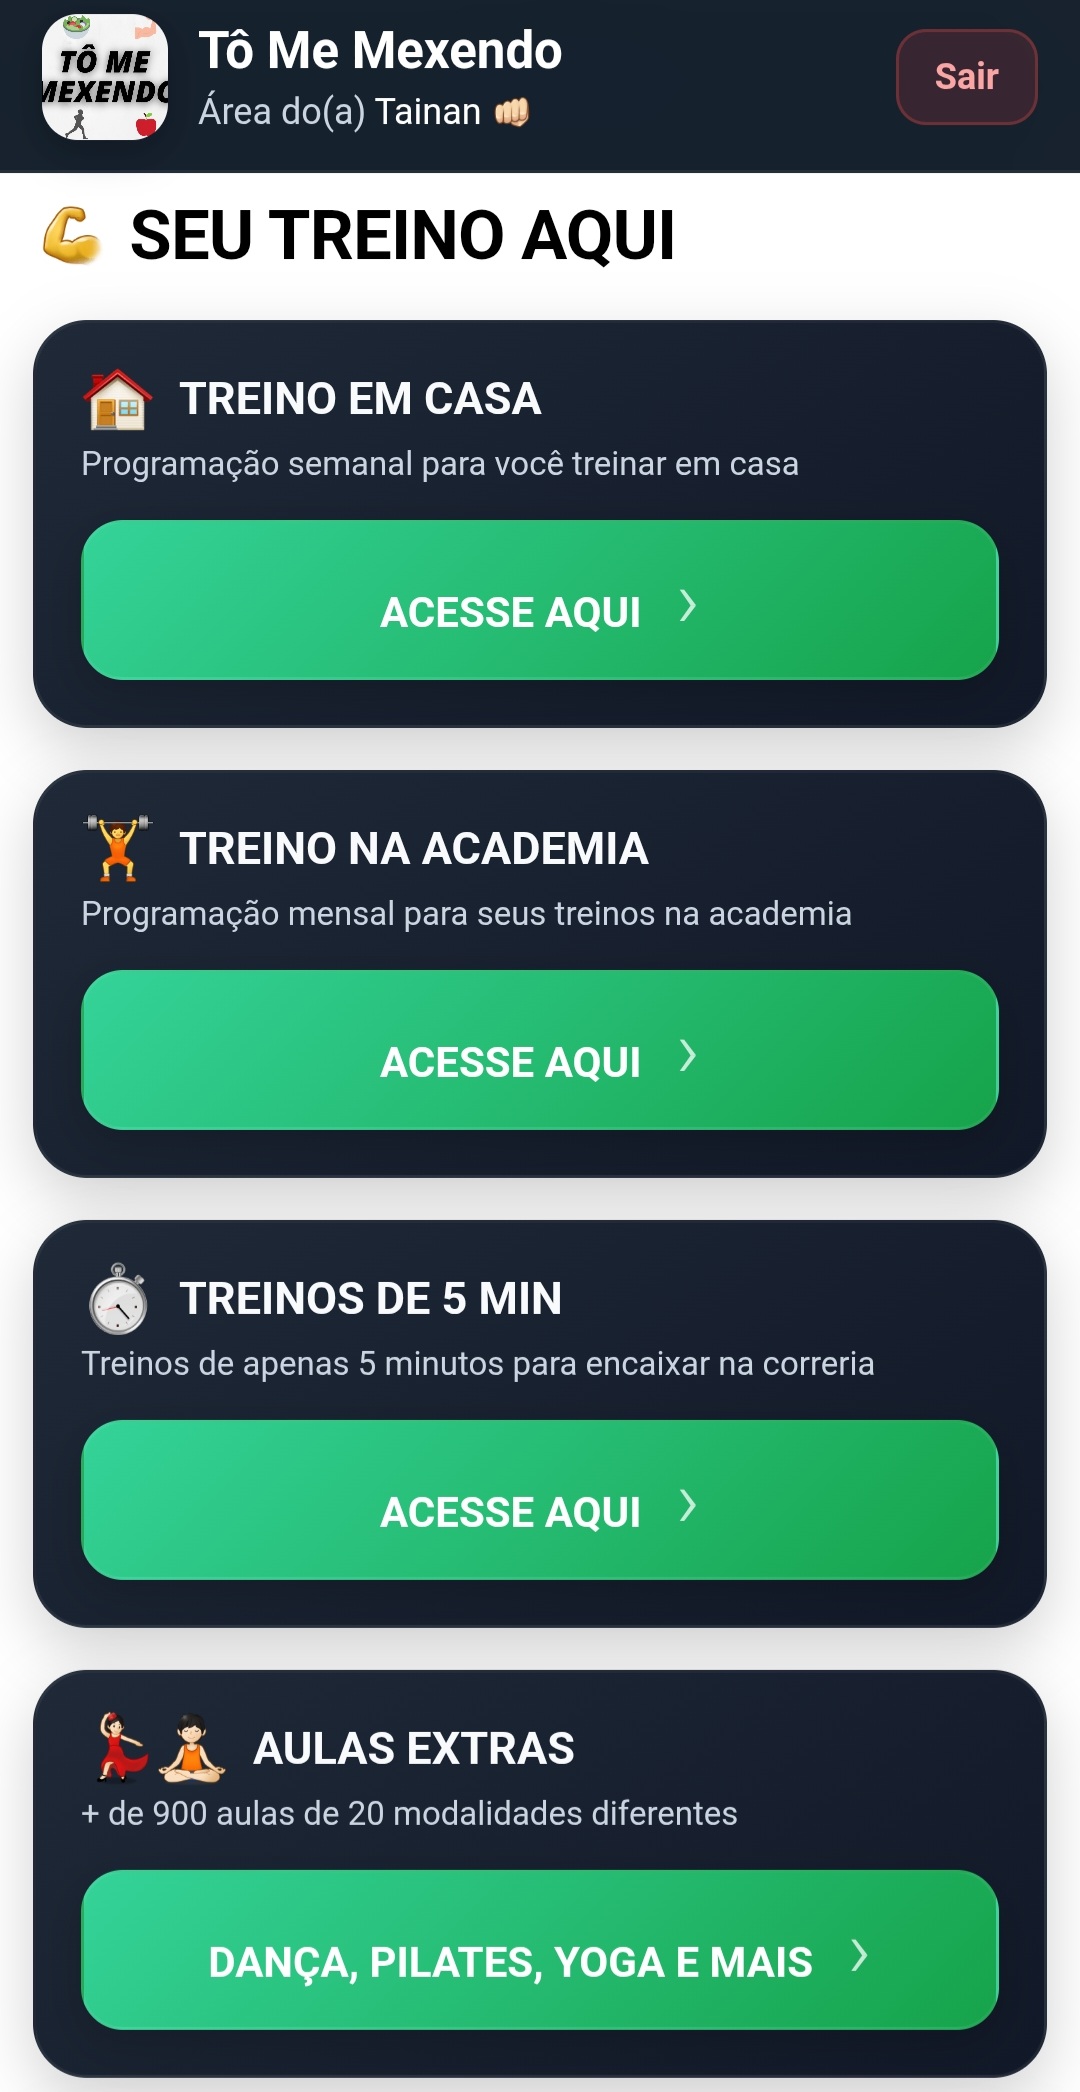 TÔ ME
MEXENDO
Tô Me Mexendo
Área do(a) Tainan 👊🏻
Sair
💪 SEU TREINO AQUI
🏠 TREINO EM CASA
Programação semanal para você treinar em casa
ACESSE AQUI 〉
🏋️ TREINO NA ACADEMIA
Programação mensal para seus treinos na academia
ACESSE AQUI 〉
⏱️ TREINOS DE 5 MIN
Treinos de apenas 5 minutos para encaixar na correria
ACESSE AQUI 〉
💃🏻🧘🏻 AULAS EXTRAS
+ de 900 aulas de 20 modalidades diferentes
DANÇA, PILATES, YOGA E MAIS 〉